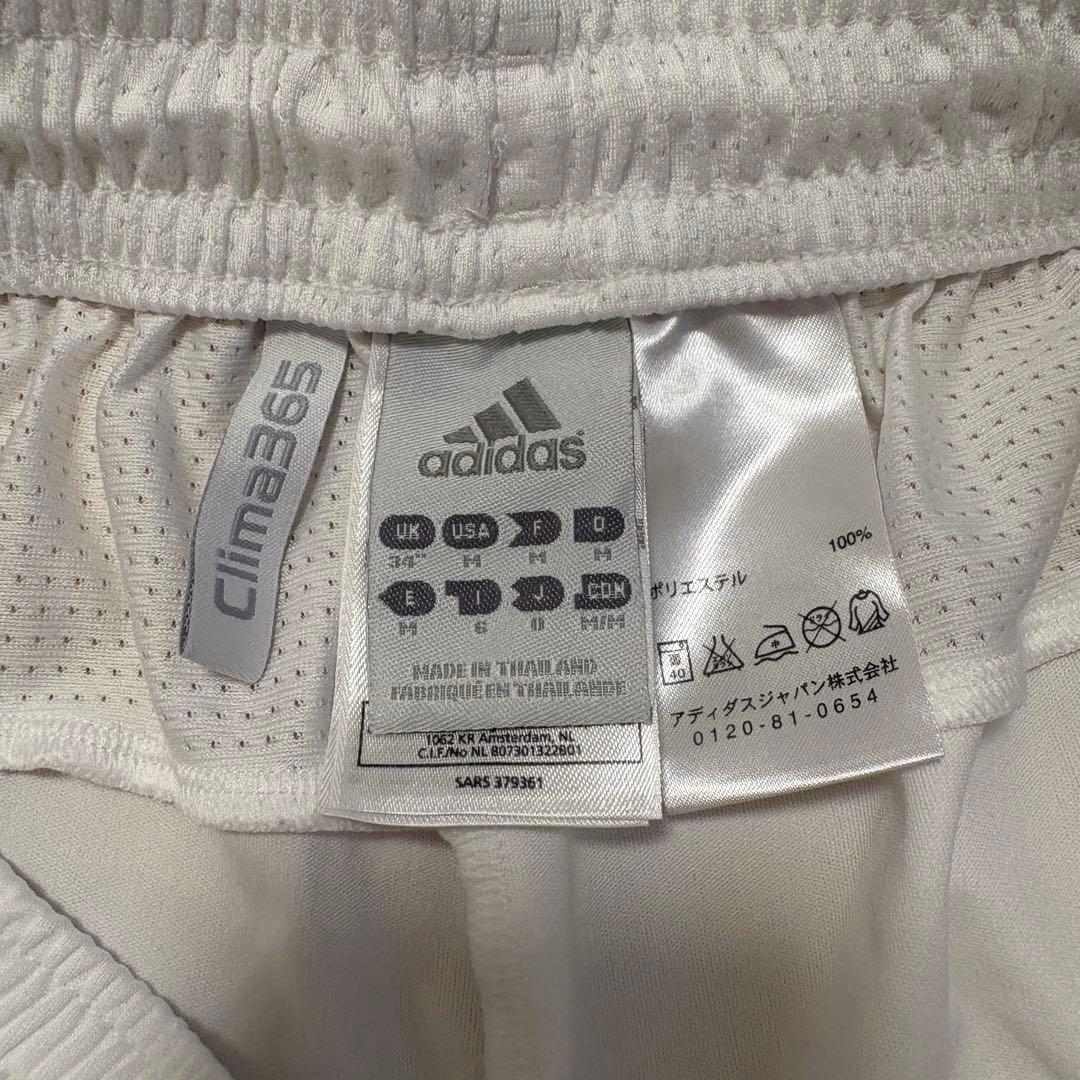 Clima365
adidas
UK USA F D
34" M M M
E I J CDN
M 6 O M/M
MADE IN THAILAND
FABRIQUÉ EN THAILANDE
1062 KR Amsterdam, NL
C.I.F./No NL 807301322B01
SARS 379361
100%
ポリエステル
40
中
アディダスジャパン株式会社
0120-81-0654